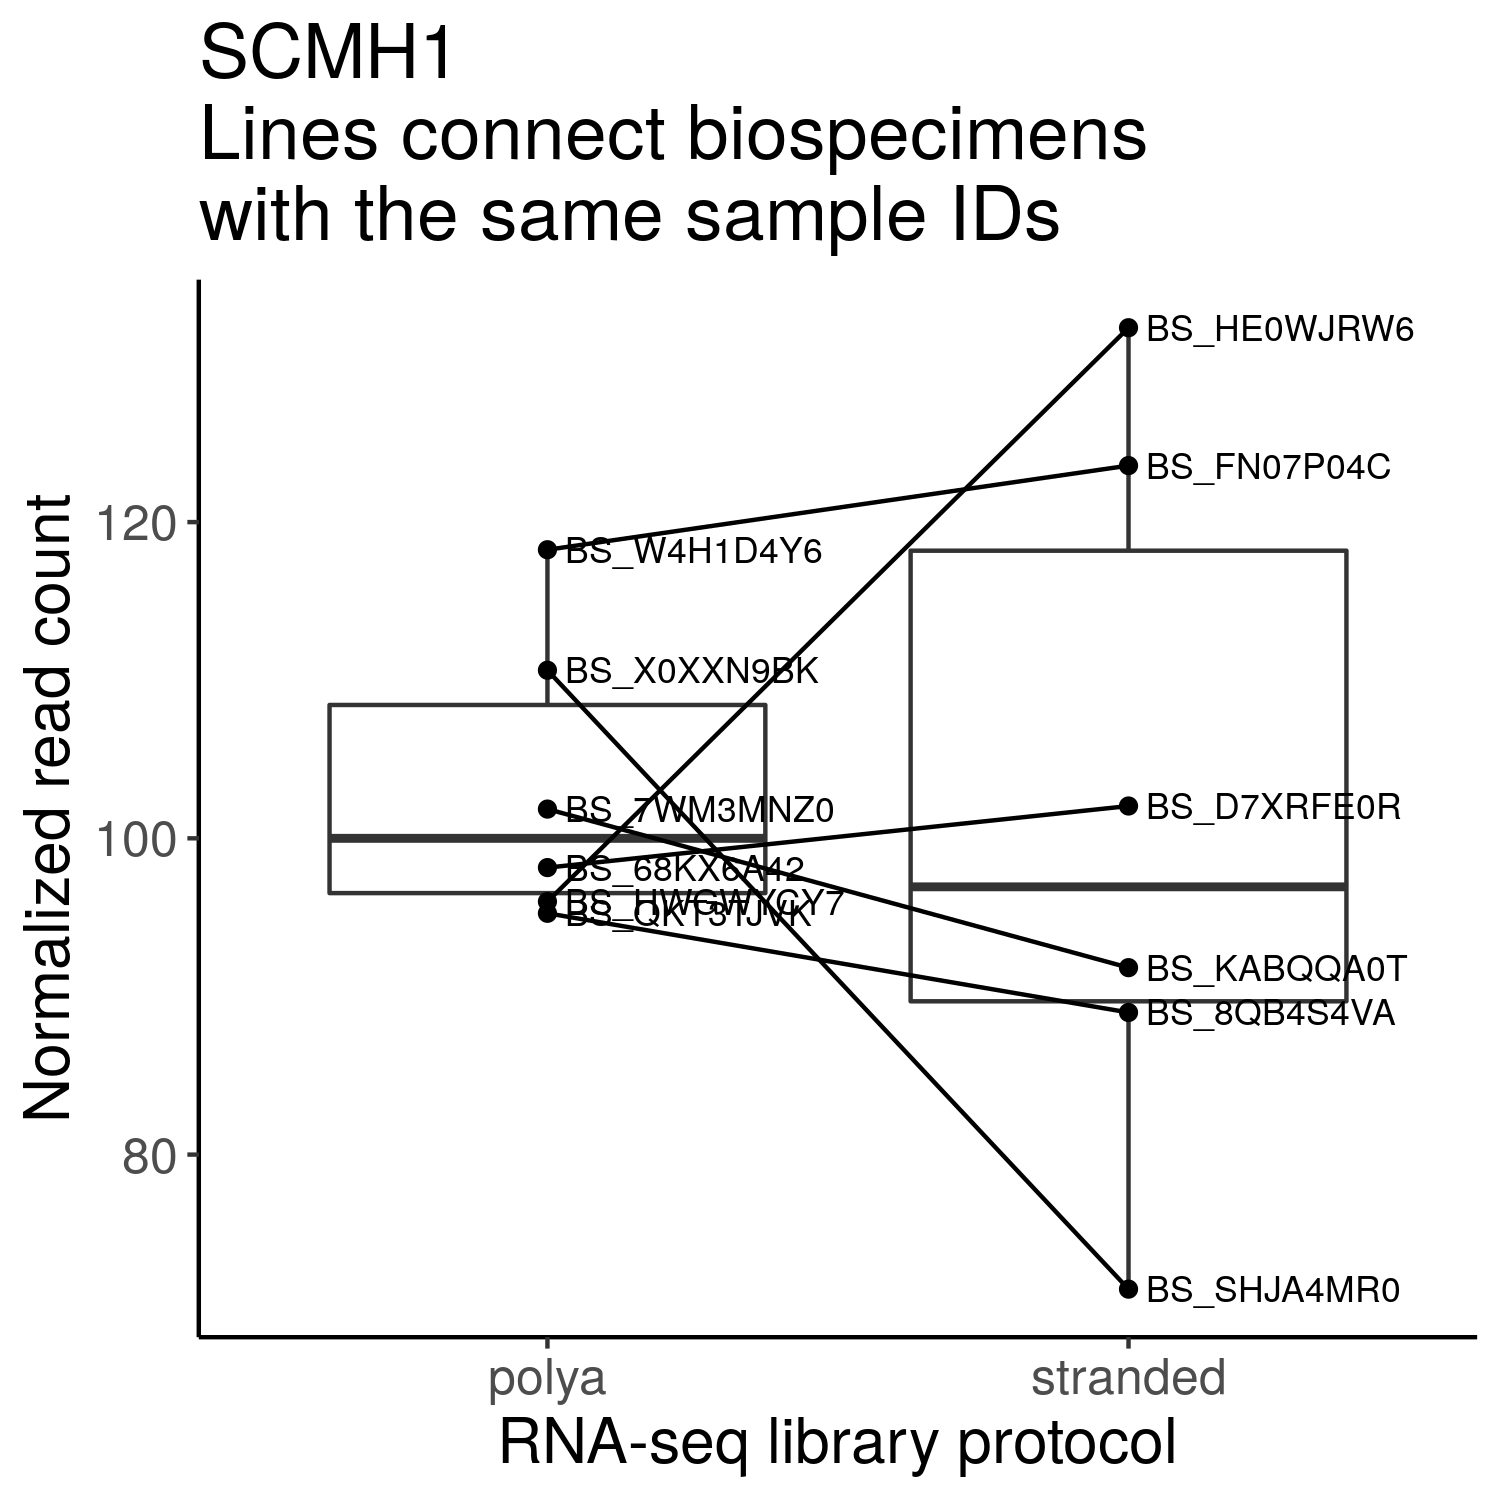 SCMH1
Lines connect biospecimens
with the same sample IDs
Normalized read count
120
100
80
BS_HE0WJRW6
BS_FN07P04C
BS_W4H1D4Y6
BS_X0XXN9BK
BS_7WM3MNZ0
BS_D7XRFE0R
BS_68KX6A42
BS_KABQQA0T
BS_8QB4S4VA
BS_SHJA4MR0
polya
stranded
RNA-seq library protocol